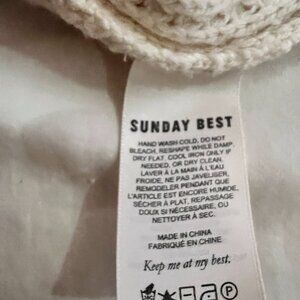 SUNDAY BEST
HAND WASH COLD, DO NOT
BLEACH, RESHAPE WHILE DAMP,
DRY FLAT, COOL IRON ONLY IF
NEEDED, OR DRY CLEAN.
LAVER À LA MAIN À L'EAU
FROIDE, NE PAS JAVELISER,
REMODELER PENDANT QUE
L'ARTICLE EST ENCORE HUMIDE,
SÉCHER À PLAT, REPASSAGE
DOUX SI NÉCESSAIRE, OU
NETTOYER À SEC.
MADE IN CHINA
FABRIQUÉ EN CHINE
Keep me at my best.
P